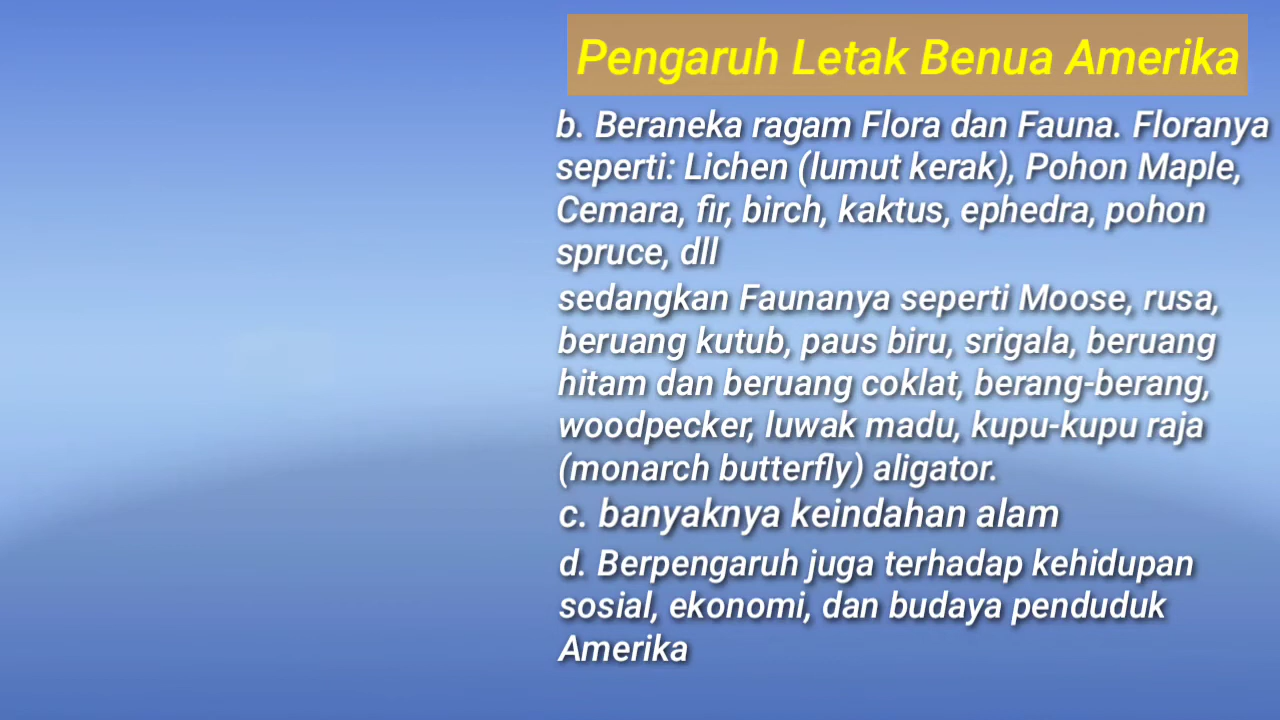 Pengaruh Letak Benua Amerika
b. Beraneka ragam Flora dan Fauna. Floranya
seperti: Lichen (lumut kerak), Pohon Maple,
Cemara, fir, birch, kaktus, ephedra, pohon
spruce, dll
sedangkan Faunanya seperti Moose, rusa,
beruang kutub, paus biru, srigala, beruang
hitam dan beruang coklat, berang-berang,
woodpecker, luwak madu, kupu-kupu raja
(monarch butterfly) aligator.
c. banyaknya keindahan alam
d. Berpengaruh juga terhadap kehidupan
sosial, ekonomi, dan budaya penduduk
Amerika